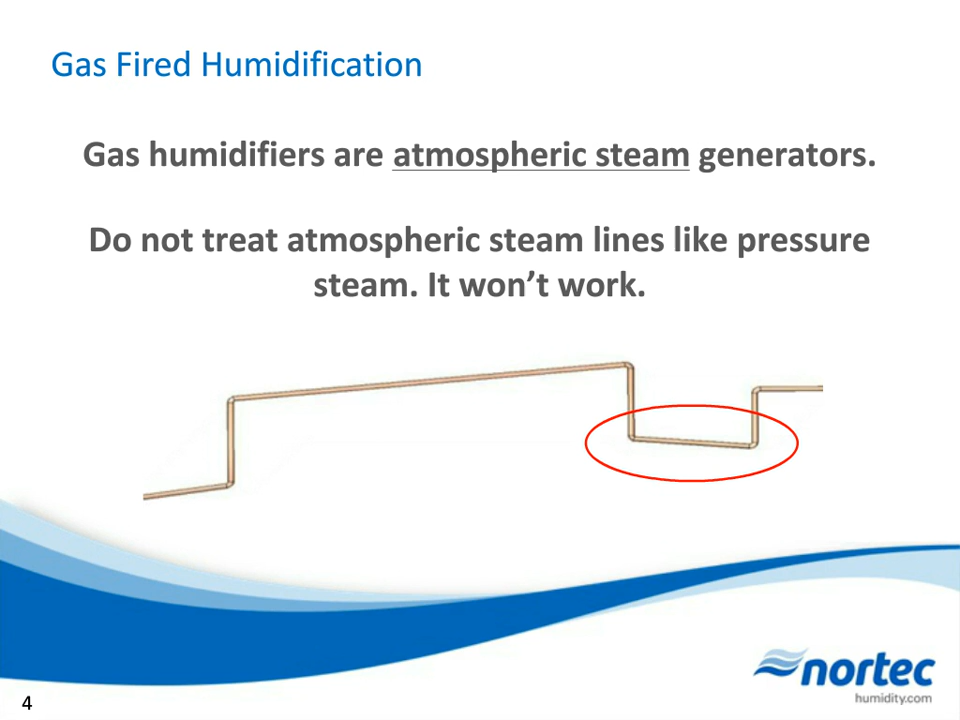 Gas Fired Humidification
Gas humidifiers are atmospheric steam generators.
Do not treat atmospheric steam lines like pressure
steam. It won’t work.
nortec
humidity.com
4